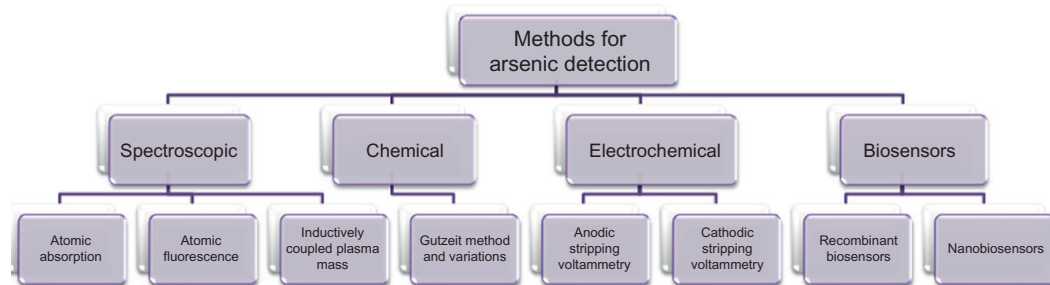 Methods for
arsenic detection
Spectroscopic
Chemical
Electrochemical
Biosensors
Atomic
absorption
Atomic
fluorescence
Inductively
coupled plasma
mass
Gutzeit method
and variations
Anodic
stripping
voltammetry
Cathodic
stripping
voltammetry
Recombinant
biosensors
Nanobiosensors